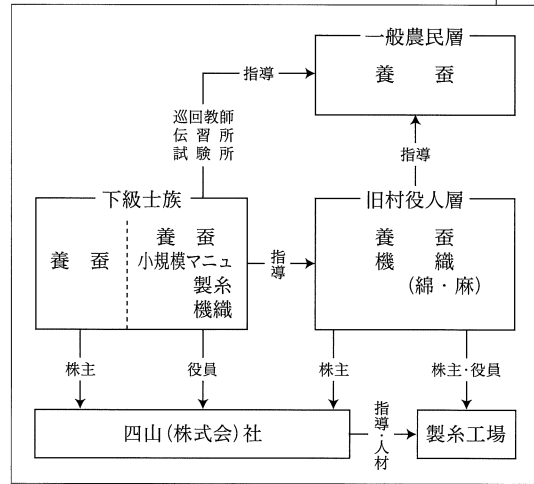 一般農民層
養 蚕
指導
巡回教師
伝習所
試験所
指導
下級士族
養 蚕
養 蚕
小規模マニュ
製糸
機織
指導
旧村役人層
養 蚕
機 織
(綿・麻)
株主
役員
株主
株主・役員
四山(株式会)社
指導・人材
製糸工場